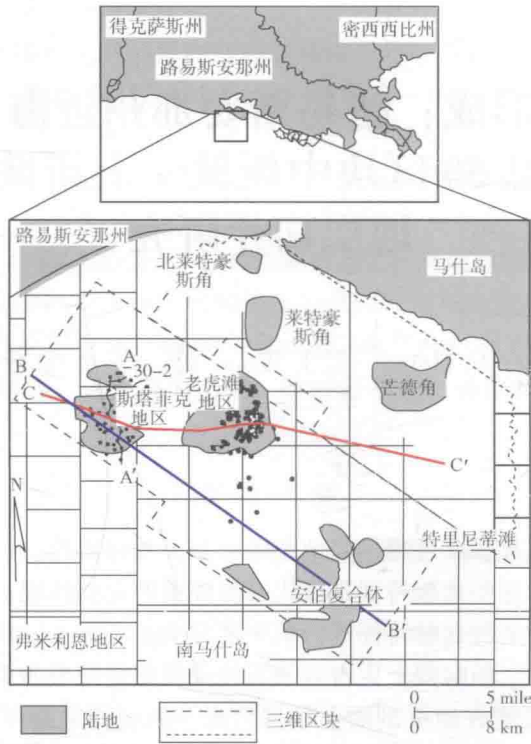 得克萨斯州
密西西比州
路易斯安那州
路易斯安那州
马什岛
北莱特豪
斯角
莱特豪
斯角
芒德角
A
30-2
B
C
斯塔菲克
地区
老虎滩
地区
A'
C'
N
特里尼蒂滩
安伯复合体
B'
弗米利恩地区
南马什岛
0 5 mile
0 8 km
陆地
三维区块